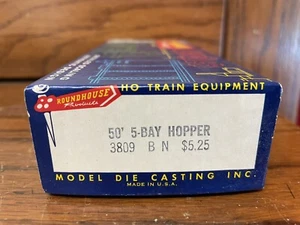 ROUNDHOUSE
Products
HO TRAIN EQUIPMENT
50' 5-BAY HOPPER
3809 B N $5.25
MODEL DIE CASTING INC.
MADE IN U.S.A.